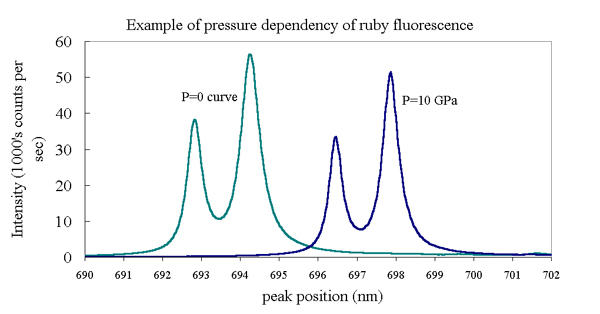 Example of pressure dependency of ruby fluorescence
Intensity (1000's counts per
sec)
60
50
40
30
20
10
0
P=0 curve
P=10 GPa
690 691 692 693 694 695 696 697 698 699 700 701 702
peak position (nm)